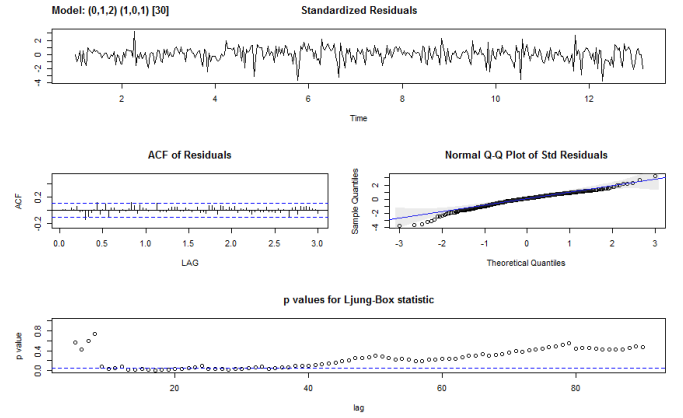 Model: (0,1,2) (1,0,1) [30]
Standardized Residuals
2
0
-2
-4
2 4 6 8 10 12
Time
ACF of Residuals
Normal Q-Q Plot of Std Residuals
ACF
0.2
-0.2
0.0 0.5 1.0 1.5 2.0 2.5 3.0
LAG
Sample Quantiles
2
0
-2
-4
-3 -2 -1 0 1 2 3
Theoretical Quantiles
p values for Ljung-Box statistic
p value
0.8
0.4
0.0
20 40 60 80
lag